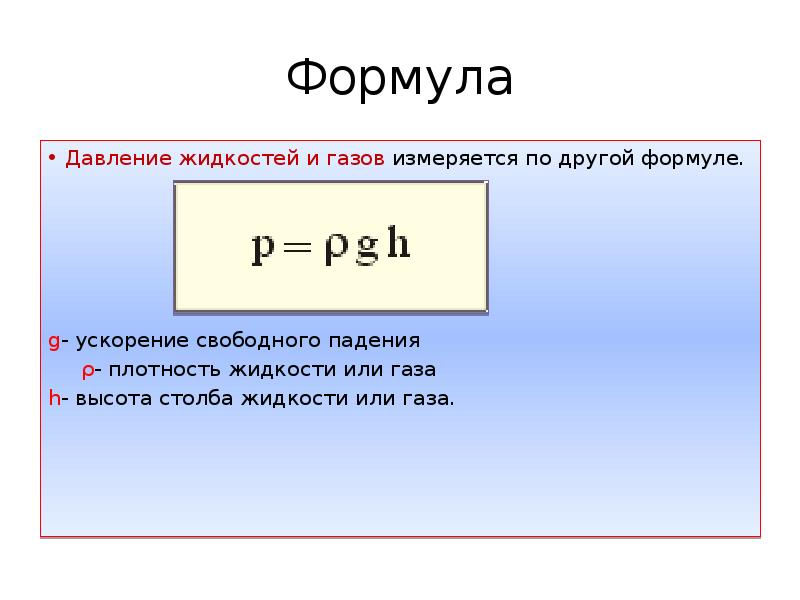 Формула
• Давление жидкостей и газов измеряется по другой формуле.
p = ρ g h
g- ускорение свободного падения
ρ- плотность жидкости или газа
h- высота столба жидкости или газа.